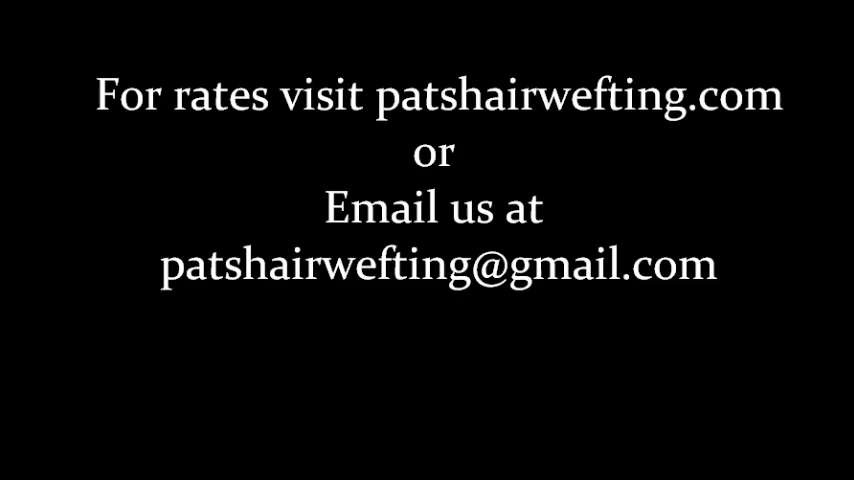 For rates visit patshairwefting.com
or
Email us at
patshairwefting@gmail.com